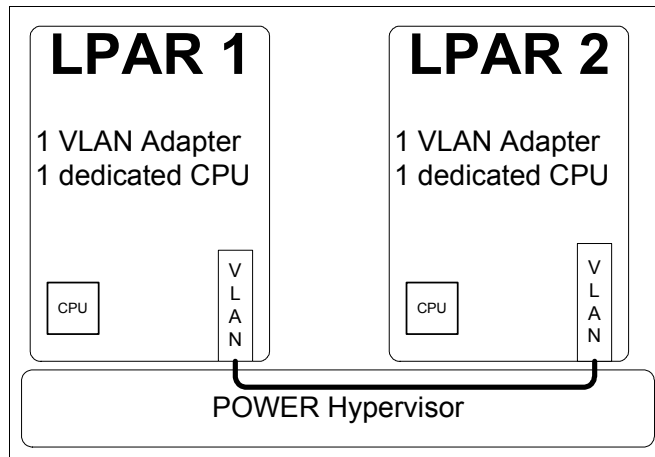 LPAR 1
1 VLAN Adapter
1 dedicated CPU
CPU
V
L
A
N
LPAR 2
1 VLAN Adapter
1 dedicated CPU
CPU
V
L
A
N
POWER Hypervisor